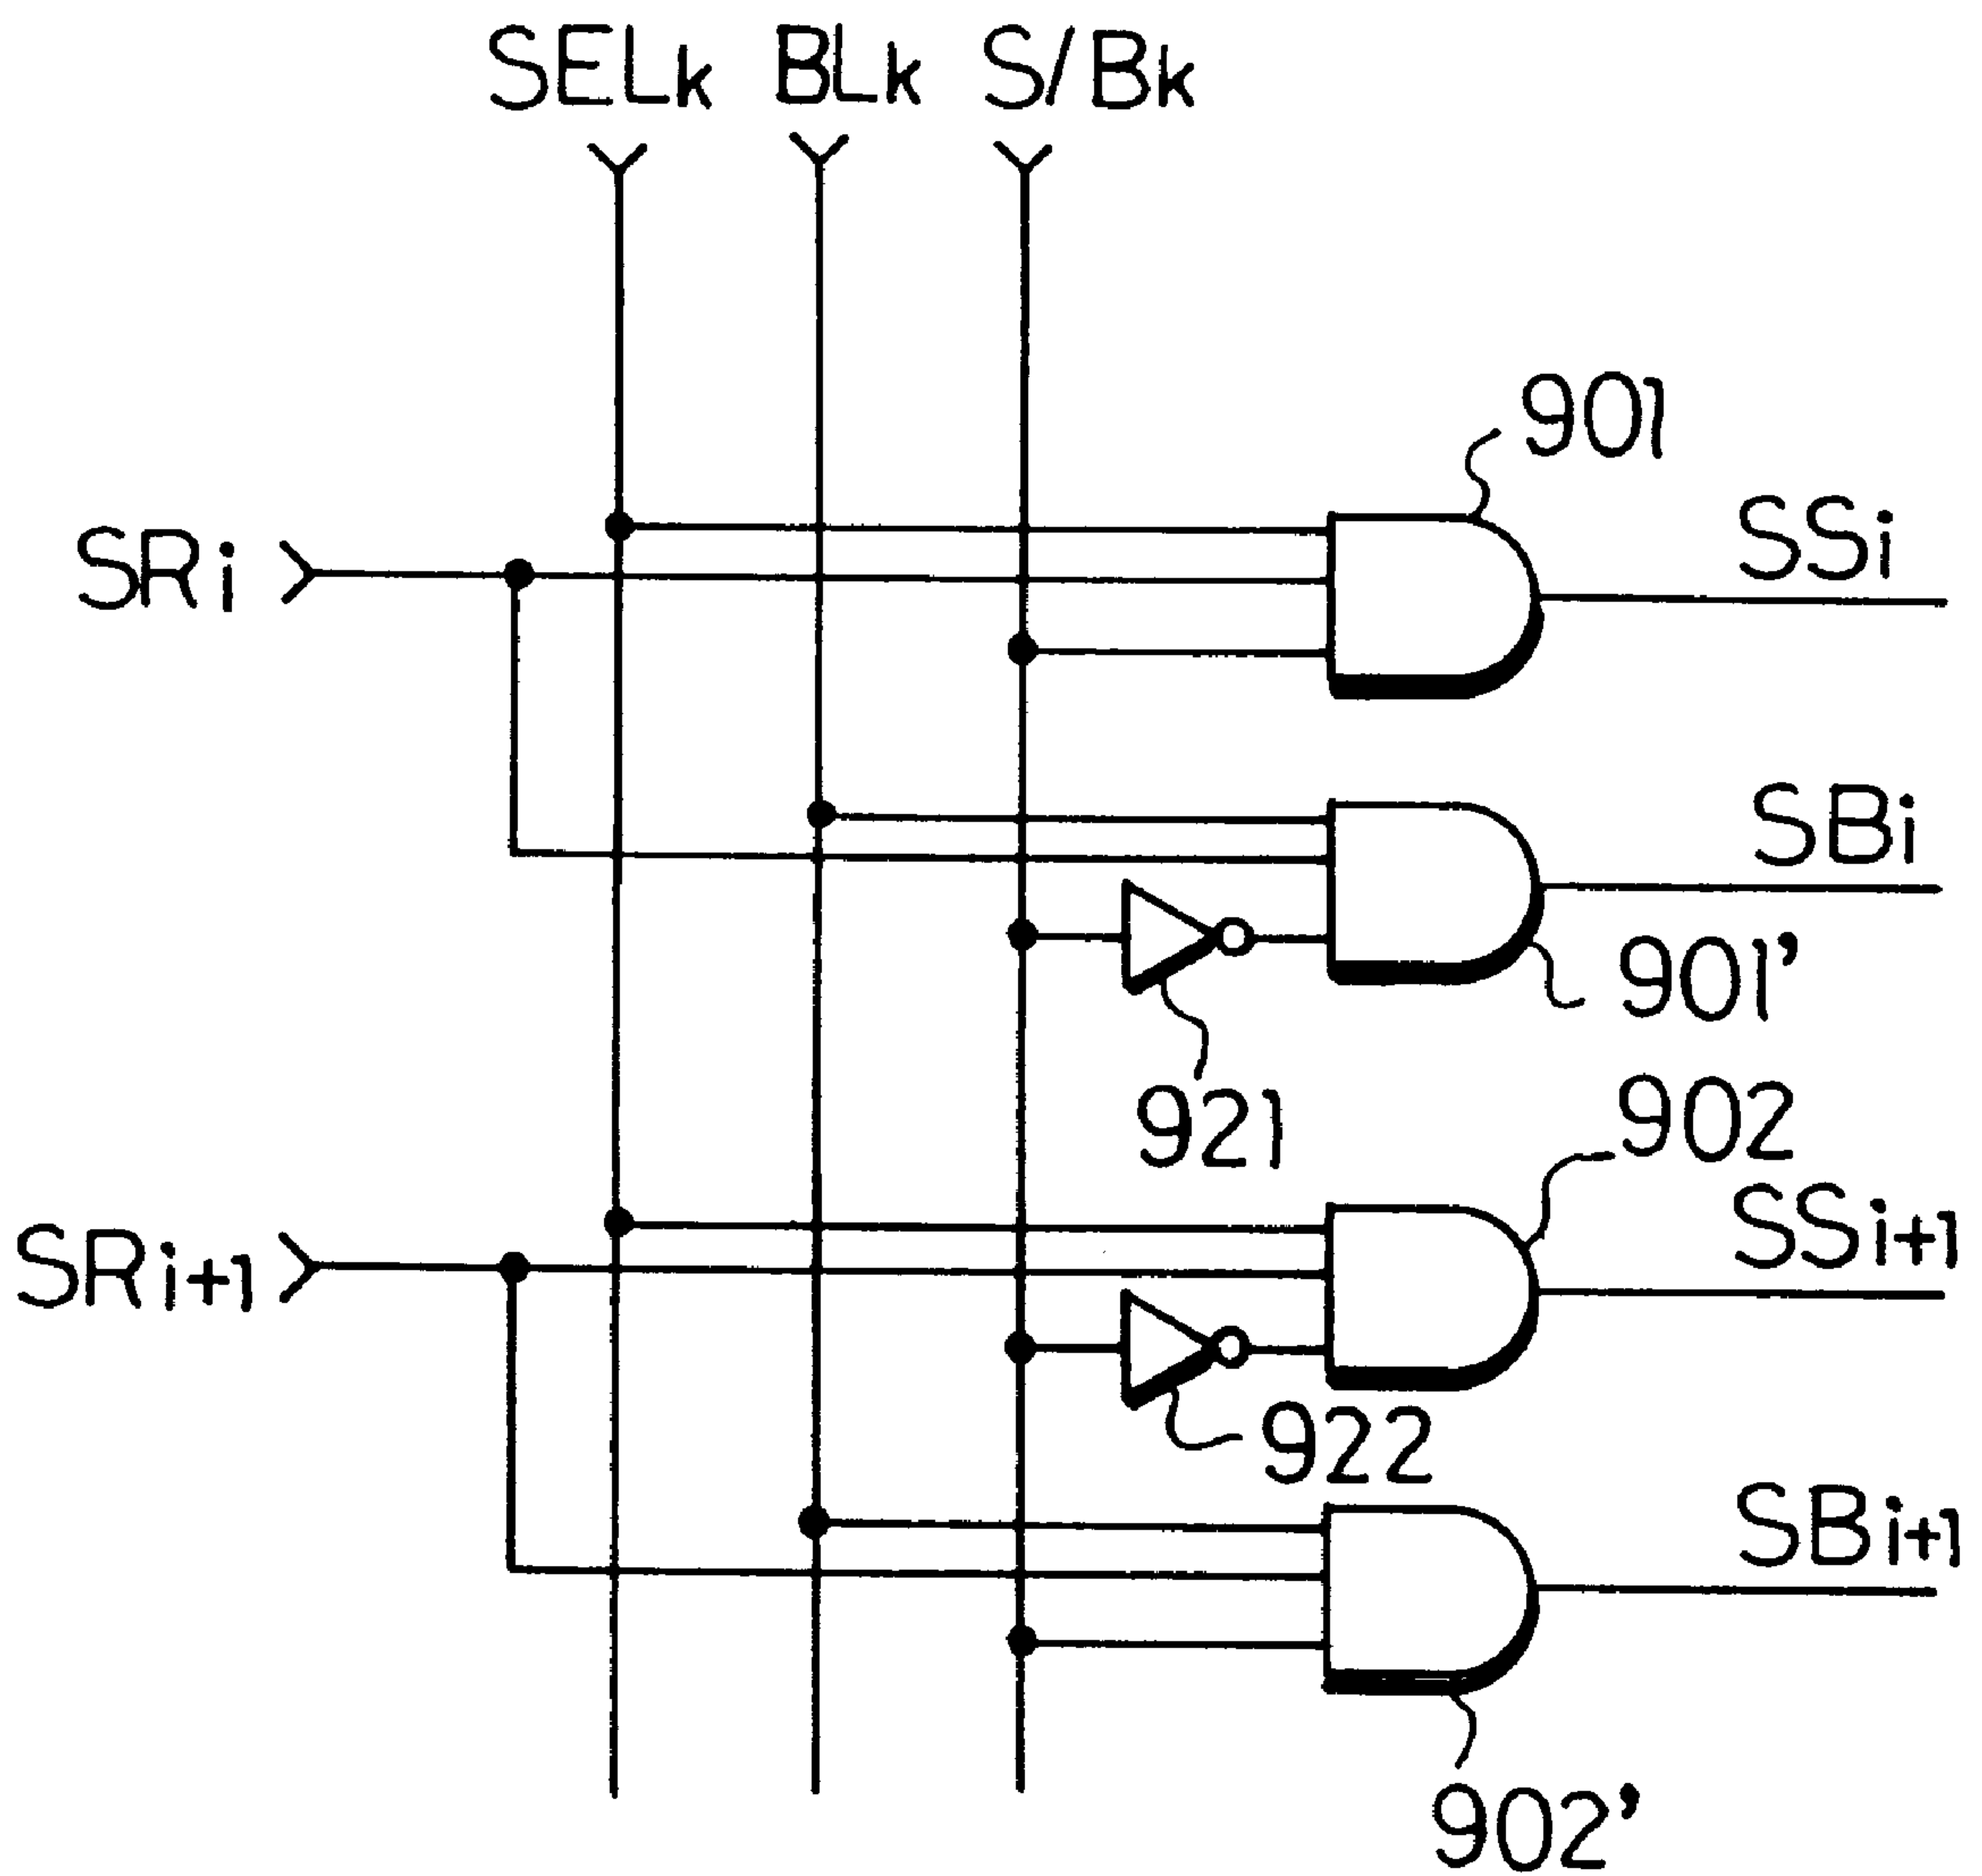 SELk BLk S/Bk
901
SSi
SRi
SBi
901'
921
902
SSi+1
SRi+1
922
SBi+1
902'